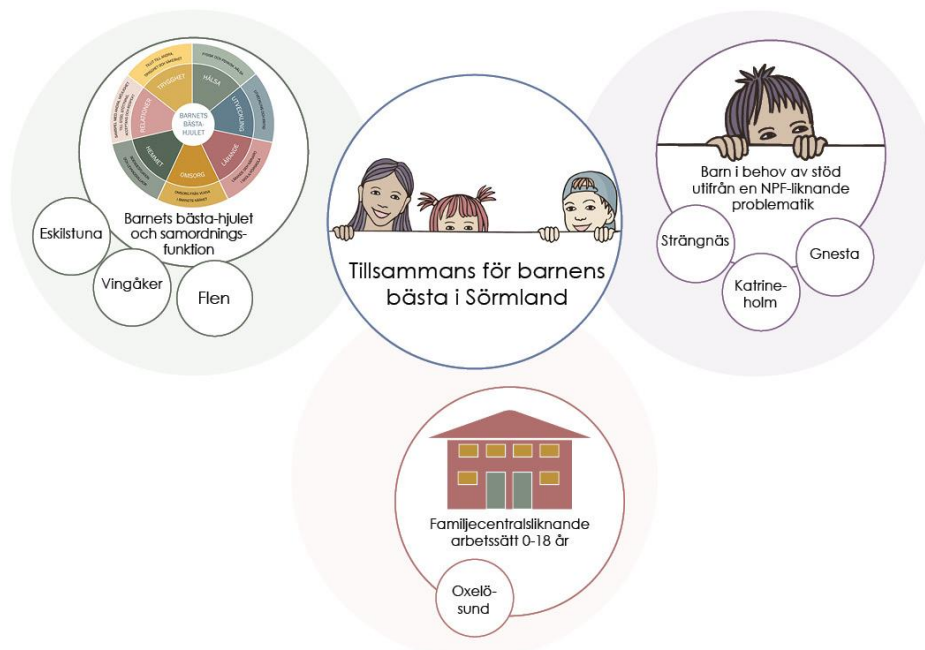 TRYGGHET
HÄLSA
UTVECKLING
LÄRANDE
OMSORG
HEMMET
RELATIONER
BARNETS
BÄSTA-
HJULET
Barnets bästa-hjulet
och samordnings-
funktion
Eskilstuna
Vingåker
Flen
Tillsammans för barnens
bästa i Sörmland
Barn i behov av stöd
utifrån en NPF-liknande
problematik
Strängnäs
Katrine-
holm
Gnesta
Familjecentralsliknande
arbetssätt 0-18 år
Oxelö-
sund